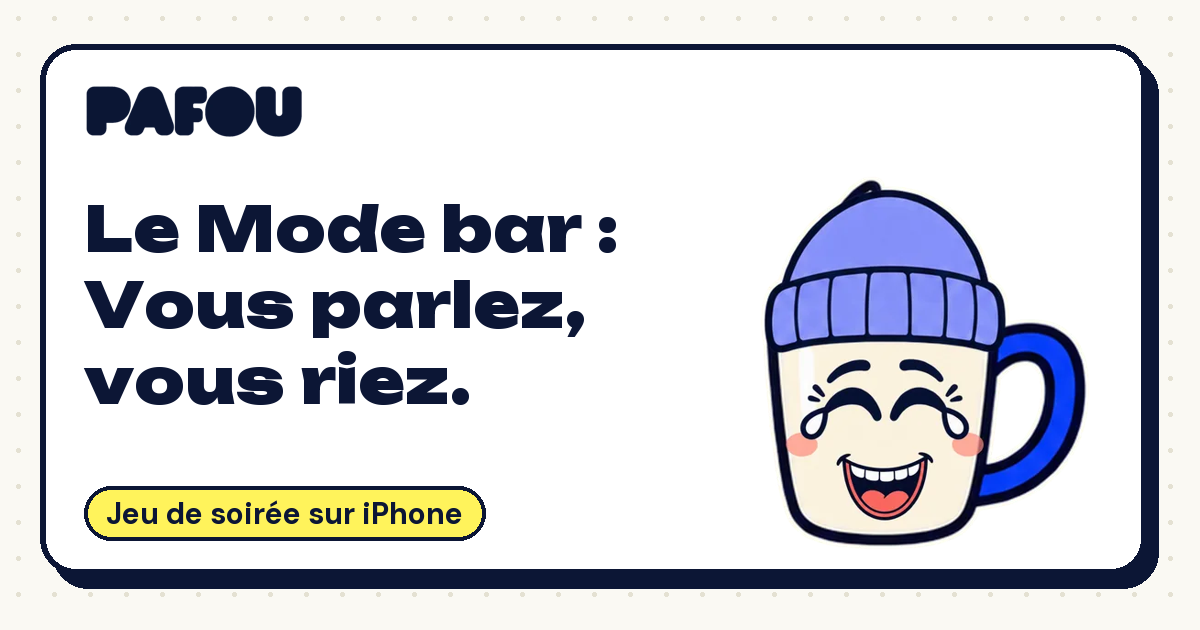 PAFOU
Le Mode bar :
Vous parlez,
vous riez.
Jeu de soirée sur iPhone